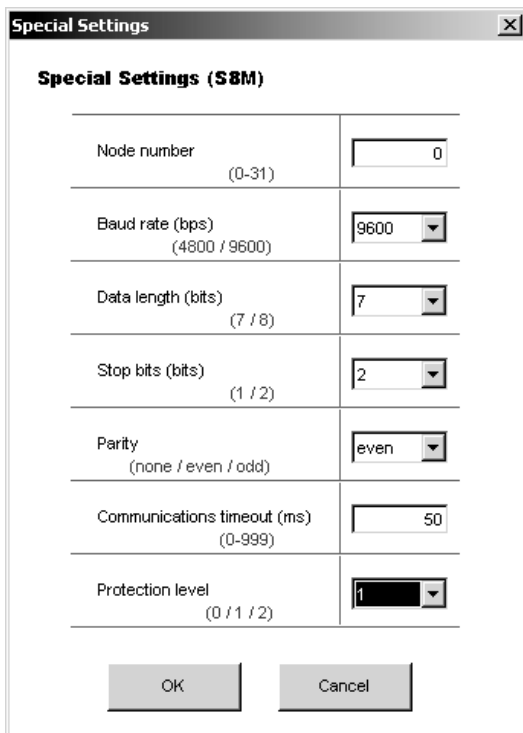 Special Settings
Special Settings (S8M)
Node number 0
(0-31)
Baud rate (bps) 9600
(4800 / 9600)
Data length (bits) 7
(7 / 8)
Stop bits (bits) 2
(1 / 2)
Parity even
(none / even / odd)
Communications timeout (ms) 50
(0-999)
Protection level 1
(0 / 1 / 2)
OK Cancel